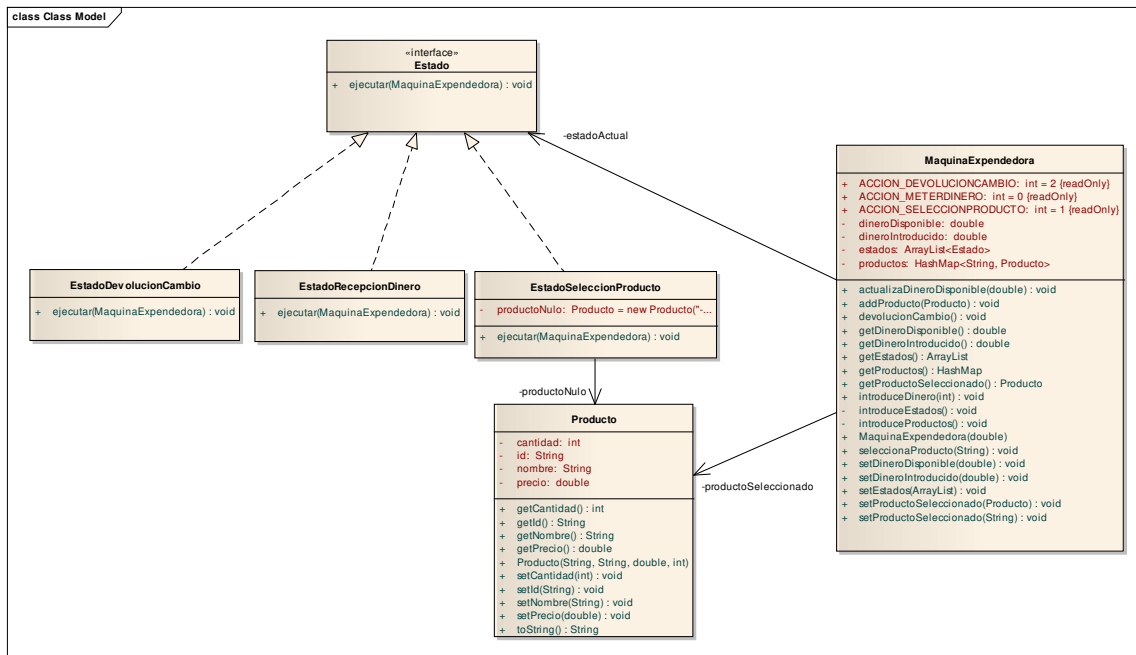 class Class Model
«interface»
Estado
+ ejecutar(MaquinaExpendedora) : void
-estadoActual
MaquinaExpendedora
+ ACCION_DEVOLUCIONCAMBIO: int = 2 {readOnly}
+ ACCION_METERDINERO: int = 0 {readOnly}
+ ACCION_SELECCIONPRODUCTO: int = 1 {readOnly}
- dineroDisponible: double
- dineroIntroducido: double
- estados: ArrayList<Estado>
- productos: HashMap<String, Producto>
+ actualizaDineroDisponible(double) : void
+ addProducto(Producto) : void
+ devolucionCambio() : void
+ getDineroDisponible() : double
+ getDineroIntroducido() : double
+ getEstados() : ArrayList
+ getProductos() : HashMap
+ getProductoSeleccionado() : Producto
+ introduceDinero(int) : void
- introduceEstados() : void
- introduceProductos() : void
+ MaquinaExpendedora(double)
+ seleccionaProducto(String) : void
+ setDineroDisponible(double) : void
+ setDineroIntroducido(double) : void
+ setEstados(ArrayList) : void
+ setProductoSeleccionado(Producto) : void
+ setProductoSeleccionado(String) : void
EstadoDevolucionCambio
+ ejecutar(MaquinaExpendedora) : void
EstadoRecepcionDinero
+ ejecutar(MaquinaExpendedora) : void
EstadoSeleccionProducto
- productoNulo: Producto = new Producto("-...
+ ejecutar(MaquinaExpendedora) : void
-productoNulo
-productoSeleccionado
Producto
- cantidad: int
- id: String
- nombre: String
- precio: double
+ getCantidad() : int
+ getId() : String
+ getNombre() : String
+ getPrecio() : double
+ Producto(String, String, double, int)
+ setCantidad(int) : void
+ setId(String) : void
+ setNombre(String) : void
+ setPrecio(double) : void
+ toString() : String